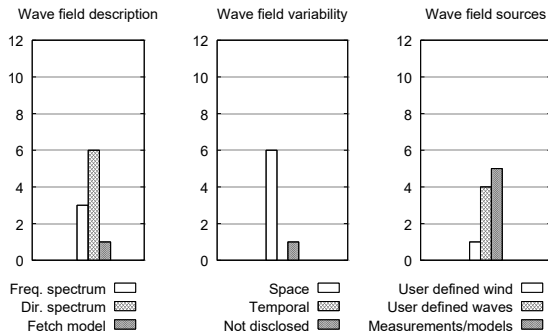 Wave field description
12
10
8
6
4
2
0
Freq. spectrum
Dir. spectrum
Fetch model
Wave field variability
12
10
8
6
4
2
0
Space
Temporal
Not disclosed
Wave field sources
12
10
8
6
4
2
0
User defined wind
User defined waves
Measurements/models